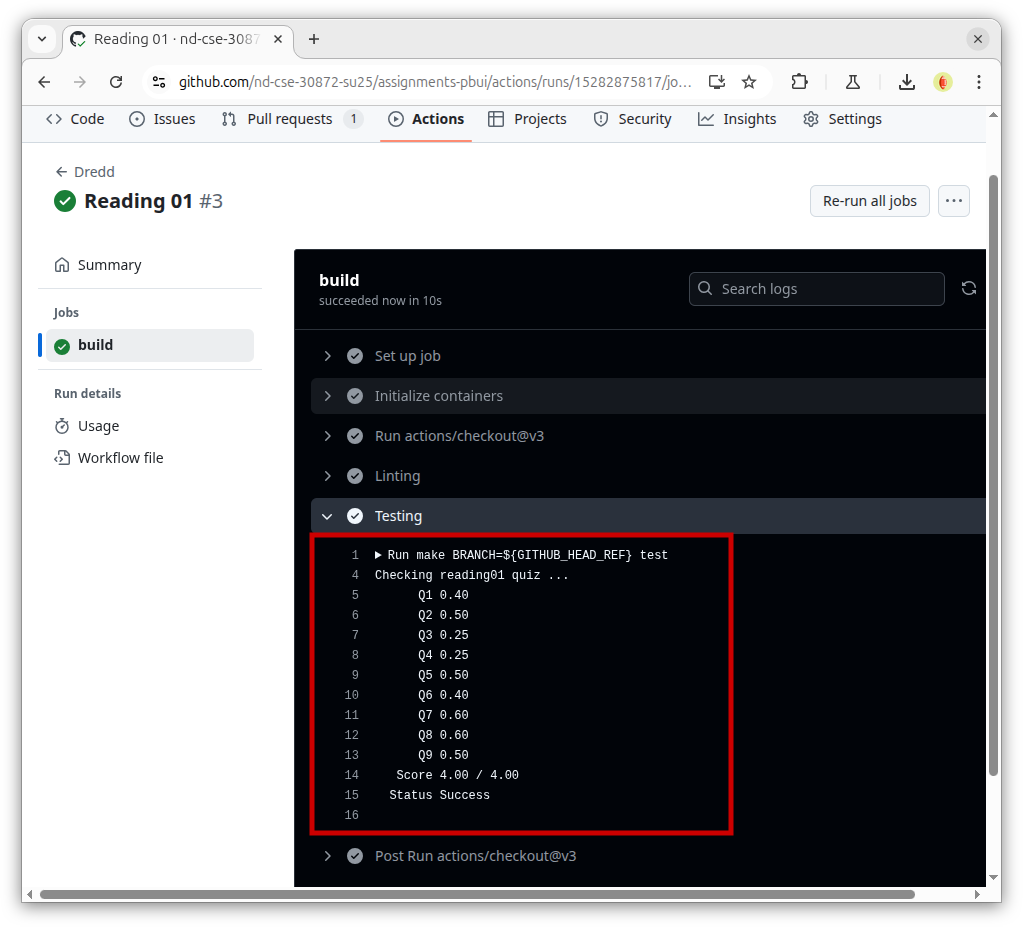 Reading 01 · nd-cse-3087
github.com/nd-cse-30872-su25/assignments-pbui/actions/runs/15282875817/jo...
Code Issues Pull requests 1 Actions Projects Security Insights Settings
Dredd
Reading 01 #3
Re-run all jobs
Summary
Jobs
build
Run details
Usage
Workflow file
build
succeeded now in 10s
Search logs
Set up job
Initialize containers
Run actions/checkout@v3
Linting
Testing
1 Run make BRANCH=${GITHUB_HEAD_REF} test
4 Checking reading01 quiz ...
5 Q1 0.40
6 Q2 0.50
7 Q3 0.25
8 Q4 0.25
9 Q5 0.50
10 Q6 0.40
11 Q7 0.60
12 Q8 0.60
13 Q9 0.50
14 Score 4.00 / 4.00
15 Status Success
16
Post Run actions/checkout@v3